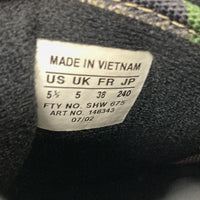 MADE IN VIETNAM
US UK FR JP
5½ 5 38 240
FTY NO. SHW 675
ART NO. 148343
07/02